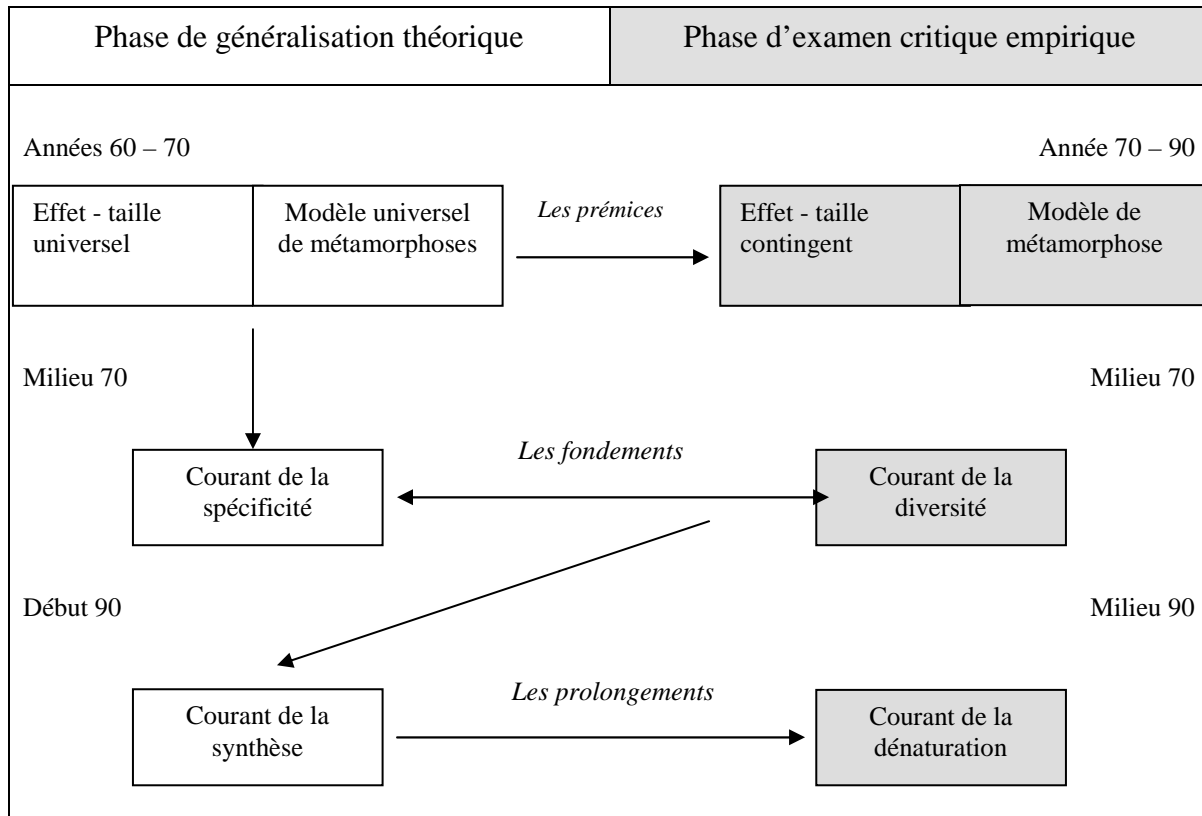 Phase de généralisation théorique
Phase d’examen critique empirique
Années 60 – 70
Année 70 – 90
Effet - taille
universel
Modèle universel
de métamorphoses
Les prémices
Effet - taille
contingent
Modèle de
métamorphose
Milieu 70
Milieu 70
Courant de la
spécificité
Les fondements
Courant de la
diversité
Début 90
Milieu 90
Courant de la
synthèse
Les prolongements
Courant de la
dénaturation